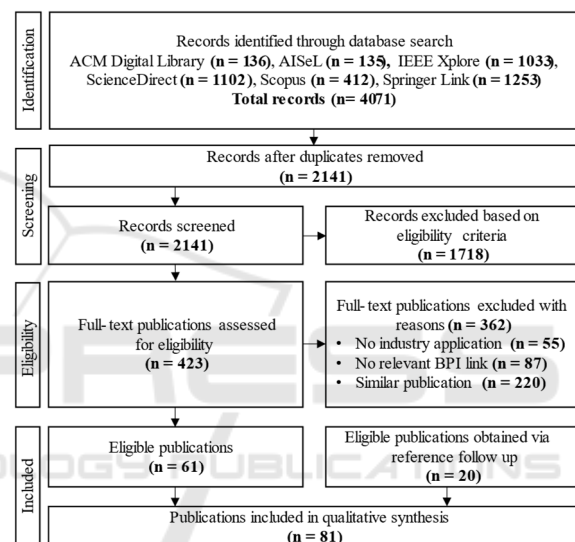 Identification
Records identified through database search
ACM Digital Library (n = 136), AISeL (n = 135), IEEE Xplore (n = 1033),
ScienceDirect (n = 1102), Scopus (n = 412), Springer Link (n = 1253)
Total records (n= 4071)
Screening
Records after duplicates removed
(n = 2141)
Records screened
(n = 2141)
Records excluded based on
eligibility criteria
(n = 1718)
Eligibility
Full-text publications assessed
for eligibility
(n = 423)
Full-text publications excluded with
reasons (n = 362)
• No industry application (n = 55)
• No relevant BPI link (n = 87)
• Similar publication (n = 220)
Included
Eligible publications
(n = 61)
Eligible publications obtained via
reference follow up
(n = 20)
Publications included in qualitative synthesis
(n = 81)